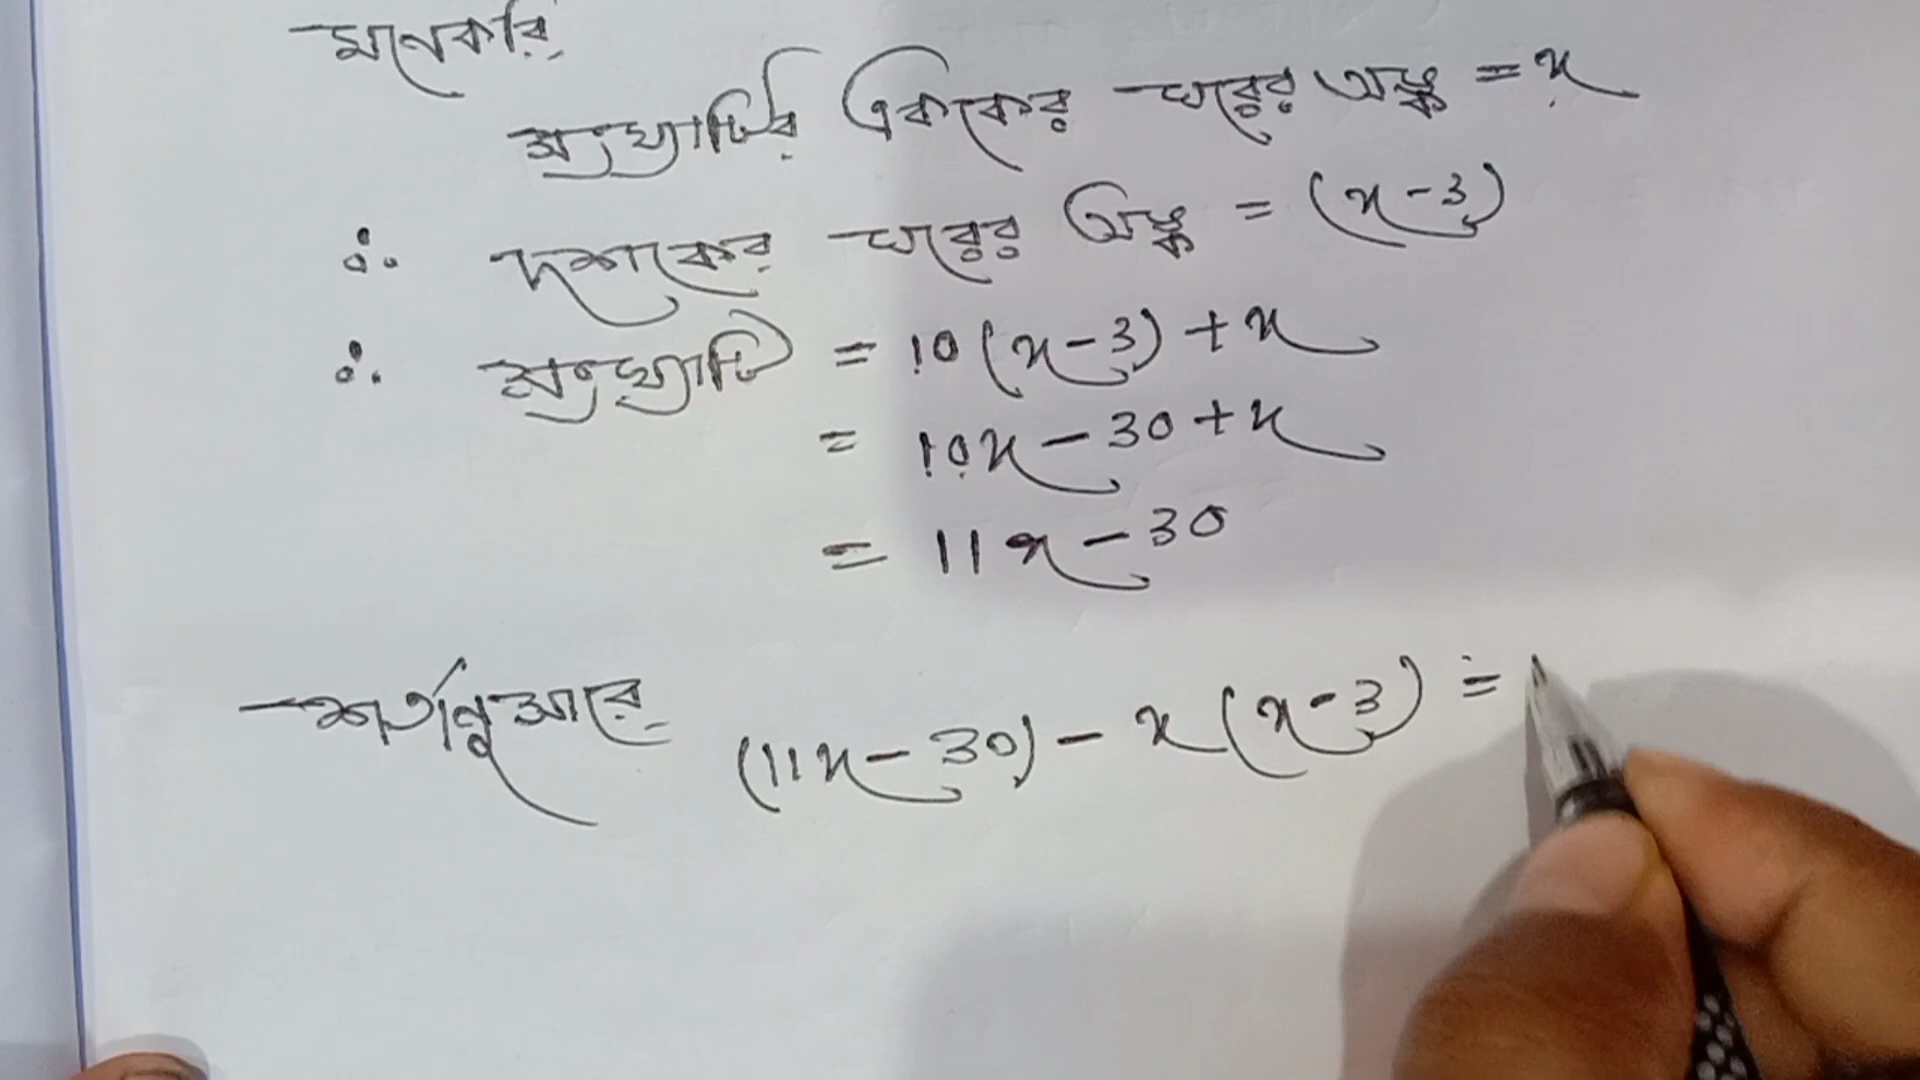 মনেকরি,
সংখ্যাটির এককের ঘরের অঙ্ক = x
∴ দশকের ঘরের অঙ্ক = (x-3)
∴ সংখ্যাটি = 10(x-3)+x
= 10x-30+x
= 11x-30
শর্তানুসারে, (11x-30) - x(x-3) =